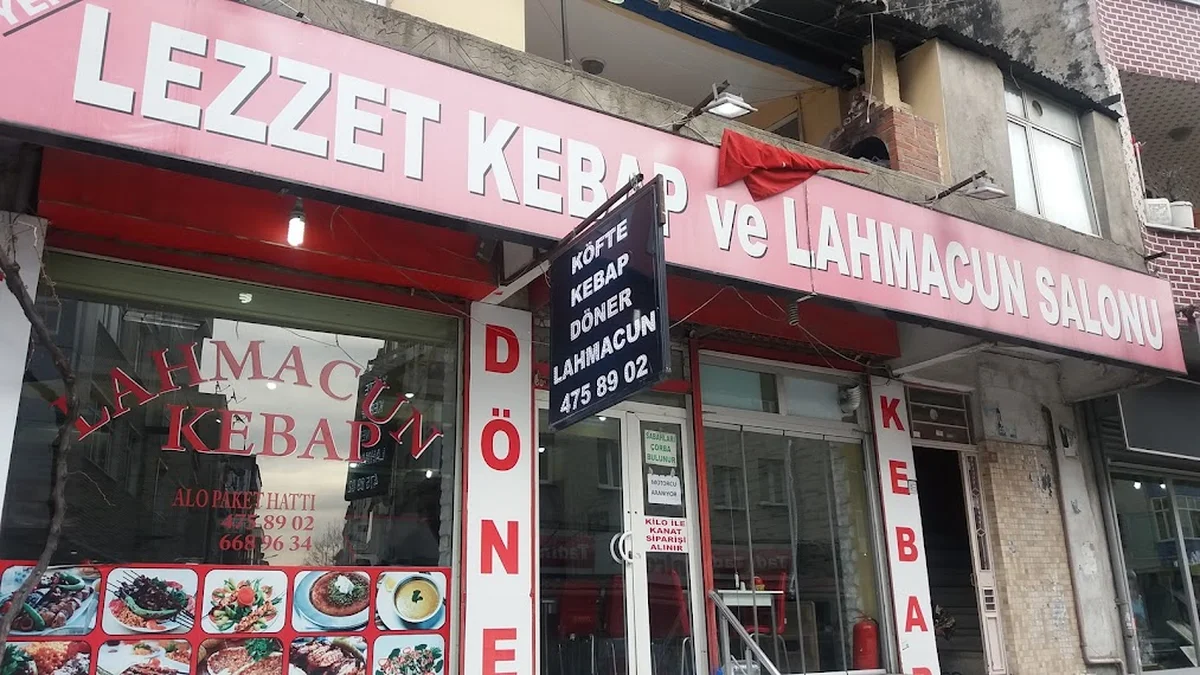 LEZZET KEBAP ve LAHMACUN SALONU
KÖFTE
KEBAP
DÖNER
LAHMACUN
475 89 02
LAHMACUN
KEBAP
ALO PAKET HATTI
475 89 02
668 96 34
DÖNE
SABAHLARI
ÇORBA
BULUNUR
MOTORCU
ARANIYOR
KİLO İLE
KANAT
SİPARİŞİ
ALINIR
KEBAP